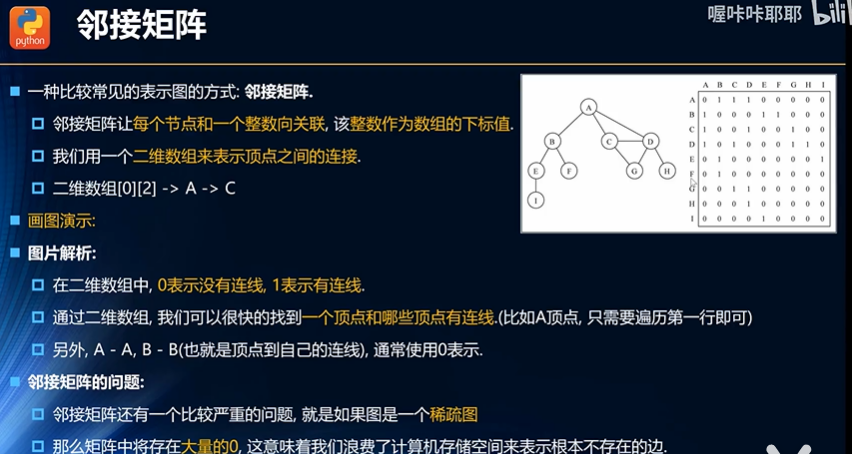 python
邻接矩阵
喔咔咔耶耶 bili
一种比较常见的表示图的方式: 邻接矩阵.
邻接矩阵让每个节点和一个整数向关联, 该整数作为数组的下标值.
我们用一个二维数组来表示顶点之间的连接.
二维数组[0][2] -> A -> C
画图演示:
图片解析:
在二维数组中, 0表示没有连线, 1表示有连线.
通过二维数组, 我们可以很快的找到一个顶点和哪些顶点有连线.(比如A顶点, 只需要遍历第一行即可)
另外, A - A, B - B(也就是顶点到自己的连线), 通常使用0表示.
邻接矩阵的问题:
邻接矩阵还有一个比较严重的问题, 就是如果图是一个稀疏图
那么矩阵中将存在大量的0, 这意味着我们浪费了计算机存储空间来表示根本不存在的边.
A
B C D
E F G H
I
A B C D E F G H I
A 0 1 1 1 0 0 0 0 0
B 1 0 0 0 1 1 0 0 0
C 1 0 0 1 0 0 1 0 0
D 1 0 1 0 0 0 1 1 0
E 0 1 0 0 0 0 0 0 1
F 0 1 0 0 0 0 0 0 0
G 0 0 1 1 0 0 0 0 0
H 0 0 0 1 0 0 0 0 0
I 0 0 0 0 1 0 0 0 0